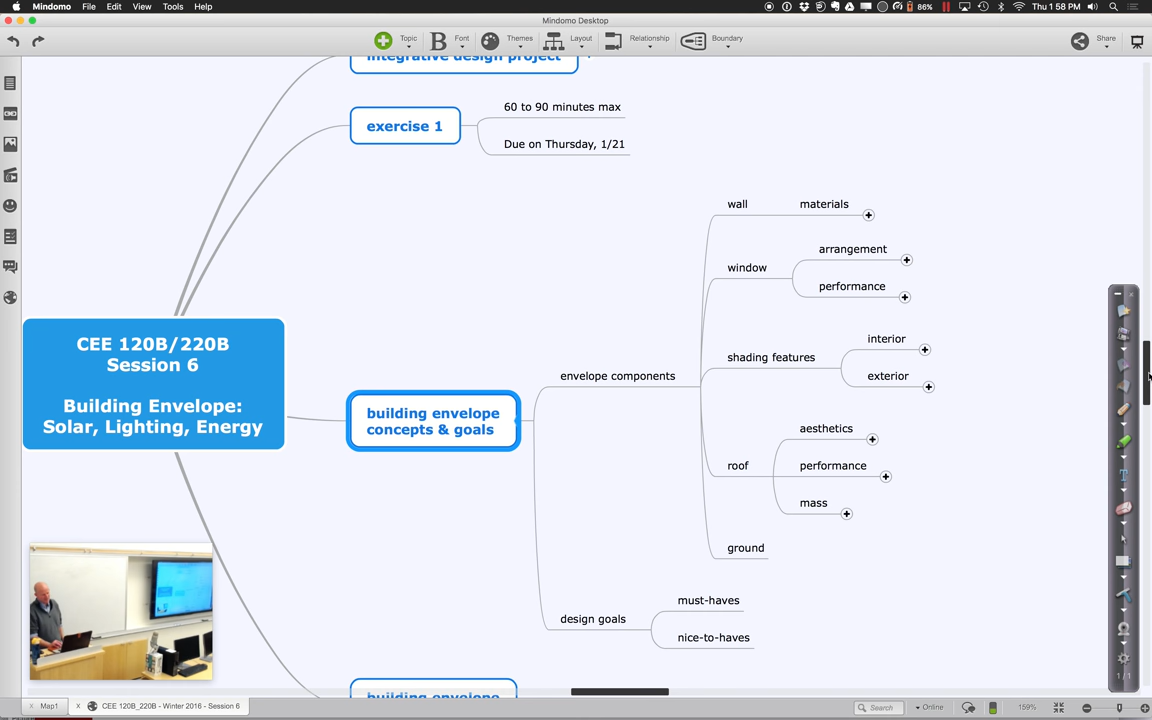 Mindomo File Edit View Tools Help
86% Thu 1:58 PM
Mindomo Desktop
Topic Font Themes Layout Relationship Boundary Share
integrative design project
exercise 1
60 to 90 minutes max
Due on Thursday, 1/21
CEE 120B/220B
Session 6
Building Envelope:
Solar, Lighting, Energy
building envelope
concepts & goals
envelope components
wall
materials
window
arrangement
performance
shading features
interior
exterior
roof
aesthetics
performance
mass
ground
design goals
must-haves
nice-to-haves
building envelope
1 / 1
Map1
CEE 120B_220B - Winter 2016 - Session 6
Search
Online
159%